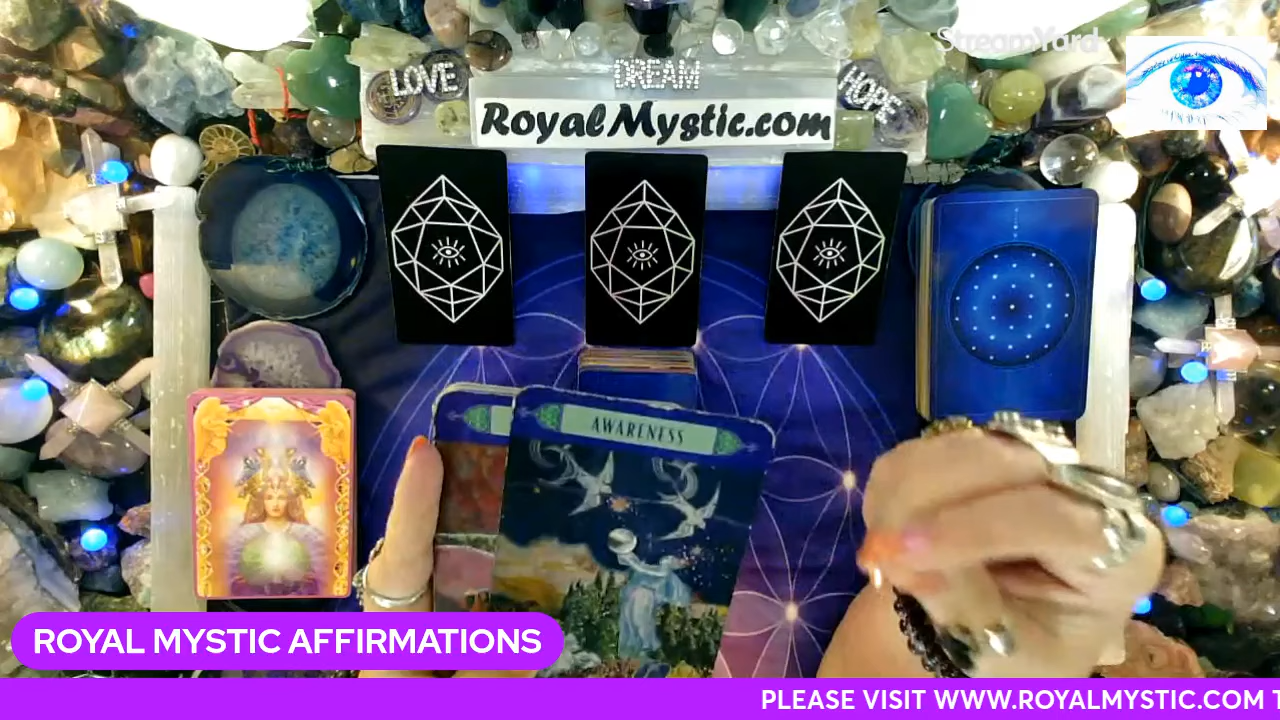 StreamYard
LOVE
DREAM
HOPE
RoyalMystic.com
AWARENESS
ROYAL MYSTIC AFFIRMATIONS
PLEASE VISIT WWW.ROYALMYSTIC.COM T